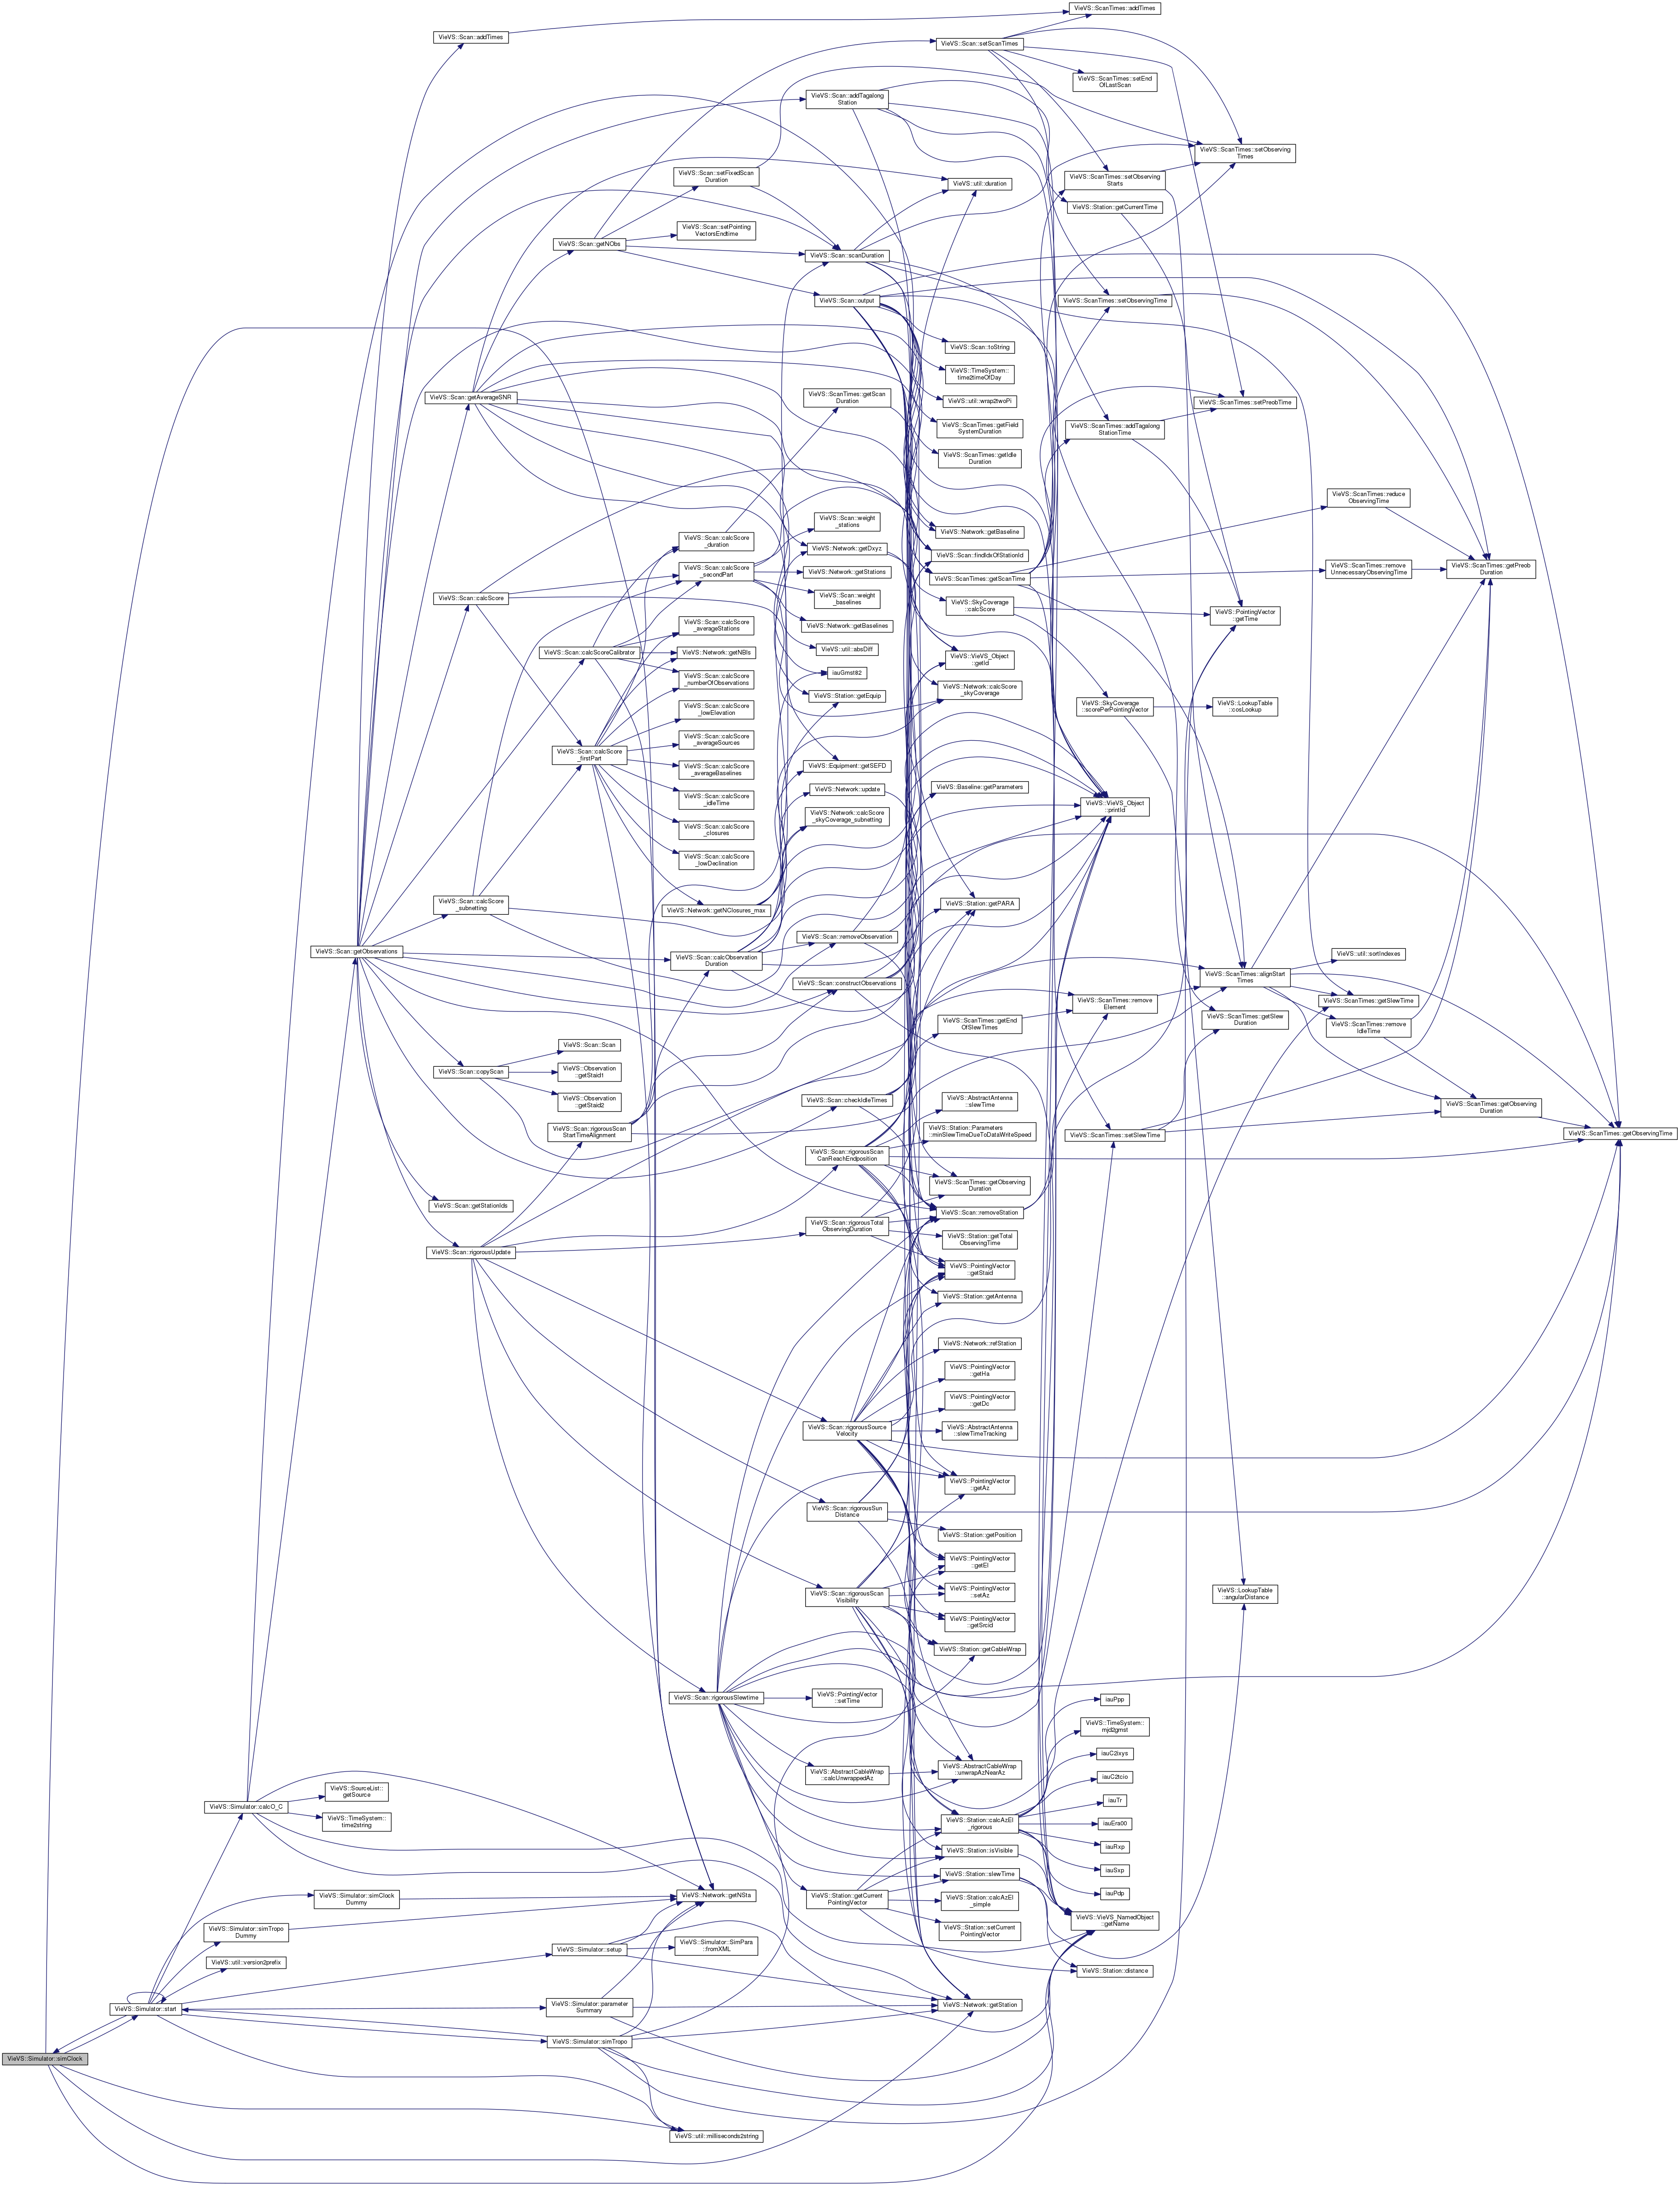 VieVS::ScanTimes::addTimes
VieVS::Scan::addTimes
VieVS::Scan::setScanTimes
VieVS::ScanTimes::setEnd
OfLastScan
VieVS::Scan::addTagalong
Station
VieVS::ScanTimes::setObserving
Times
VieVS::Scan::setFixedScan
Duration
VieVS::util::duration
VieVS::ScanTimes::setObserving
Starts
VieVS::Station::getCurrentTime
VieVS::Scan::setPointing
VectorsEndtime
VieVS::Scan::getNObs
VieVS::Scan::scanDuration
VieVS::Scan::output
VieVS::ScanTimes::setObservingTime
VieVS::Scan::toString
VieVS::TimeSystem::
time2timeOfDay
VieVS::Scan::getAverageSNR
VieVS::ScanTimes::getScan
Duration
VieVS::util::wrap2twoPi
VieVS::ScanTimes::setPreobTime
VieVS::ScanTimes::getField
SystemDuration
VieVS::ScanTimes::addTagalong
StationTime
VieVS::ScanTimes::getIdle
Duration
VieVS::ScanTimes::reduce
ObservingTime
VieVS::Scan::weight
_stations
VieVS::Network::getBaseline
VieVS::Scan::calcScore
_duration
VieVS::Network::getDxyz
VieVS::Scan::findIdxOfStationId
VieVS::ScanTimes::remove
UnnecessaryObservingTime
VieVS::ScanTimes::getPreob
Duration
VieVS::Scan::calcScore
_secondPart
VieVS::Network::getStations
VieVS::ScanTimes::getScanTime
VieVS::Scan::calcScore
VieVS::Scan::weight
_baselines
VieVS::SkyCoverage
::calcScore
VieVS::PointingVector
::getTime
VieVS::Scan::calcScore
_averageStations
VieVS::Network::getBaselines
VieVS::Scan::calcScoreCalibrator
VieVS::Network::getNBls
VieVS::util::absDiff
VieVS::VieVS_Object
::getId
VieVS::Scan::calcScore
_numberOfObservations
iauGmst82
VieVS::Station::getEquip
VieVS::Network::calcScore
_skyCoverage
VieVS::SkyCoverage
::scorePerPointingVector
VieVS::LookupTable
::cosLookup
VieVS::Scan::calcScore
_lowElevation
VieVS::Scan::calcScore
_firstPart
VieVS::Scan::calcScore
_averageSources
VieVS::Scan::calcScore
_averageBaselines
VieVS::Equipment::getSEFD
VieVS::Scan::calcScore
_idleTime
VieVS::Network::update
VieVS::Baseline::getParameters
VieVS::VieVS_Object
::printId
VieVS::Network::calcScore
_skyCoverage_subnetting
VieVS::Scan::calcScore
_closures
VieVS::Scan::calcScore
_lowDeclination
VieVS::Scan::calcScore
_subnetting
VieVS::Network::getNClosures_max
VieVS::Station::getPARA
VieVS::Scan::getObservations
VieVS::Scan::removeObservation
VieVS::Scan::calcObservation
Duration
VieVS::util::sortIndexes
VieVS::ScanTimes::alignStart
Times
VieVS::Scan::constructObservations
VieVS::ScanTimes::remove
Element
VieVS::ScanTimes::getSlewTime
VieVS::ScanTimes::getEnd
OfSlewTimes
VieVS::ScanTimes::getSlew
Duration
VieVS::ScanTimes::remove
IdleTime
VieVS::Scan::Scan
VieVS::Scan::copyScan
VieVS::Observation
::getStaid1
VieVS::Observation
::getStaid2
VieVS::Scan::checkIdleTimes
VieVS::AbstractAntenna
::slewTime
VieVS::ScanTimes::getObserving
Duration
VieVS::Scan::rigorousScan
StartTimeAlignment
VieVS::Station::Parameters
::minSlewTimeDueToDataWriteSpeed
VieVS::ScanTimes::setSlewTime
VieVS::ScanTimes::getObservingTime
VieVS::Scan::rigorousScan
CanReachEndposition
VieVS::ScanTimes::getObserving
Duration
VieVS::Scan::getStationIds
VieVS::Scan::removeStation
VieVS::Scan::rigorousTotal
ObservingDuration
VieVS::Station::getTotal
ObservingTime
VieVS::Scan::rigorousUpdate
VieVS::PointingVector
::getStaid
VieVS::Station::getAntenna
VieVS::Network::refStation
VieVS::PointingVector
::getHa
VieVS::PointingVector
::getDc
VieVS::Scan::rigorousSource
Velocity
VieVS::AbstractAntenna
::slewTimeTracking
VieVS::PointingVector
::getAz
VieVS::Scan::rigorousSun
Distance
VieVS::Station::getPosition
VieVS::PointingVector
::getEl
VieVS::Scan::rigorousScan
Visibility
VieVS::PointingVector
::setAz
VieVS::LookupTable
::angularDistance
VieVS::PointingVector
::getSrcid
VieVS::Station::getCableWrap
VieVS::Scan::rigorousSlewtime
VieVS::PointingVector
::setTime
iauPpp
VieVS::TimeSystem::
mjd2gmst
VieVS::AbstractCableWrap
::calcUnwrappedAz
VieVS::AbstractCableWrap
::unwrapAzNearAz
iauC2ixys
iauC2tcio
VieVS::SourceList::
getSource
VieVS::Simulator::calcO_C
VieVS::TimeSystem::
time2string
iauTr
VieVS::Station::calcAzEl
_rigorous
iauEra00
iauRxp
VieVS::Station::isVisible
iauSxp
VieVS::Station::slewTime
iauPdp
VieVS::Simulator::simClock
Dummy
VieVS::Network::getNSta
VieVS::Station::getCurrent
PointingVector
VieVS::Station::calcAzEl
_simple
VieVS::VieVS_NamedObject
::getName
VieVS::Simulator::simTropo
Dummy
VieVS::Station::setCurrent
PointingVector
VieVS::Simulator::setup
VieVS::Simulator::SimPara
::fromXML
VieVS::util::version2prefix
VieVS::Station::distance
VieVS::Simulator::start
VieVS::Simulator::parameter
Summary
VieVS::Network::getStation
VieVS::Simulator::simTropo
VieVS::Simulator::simClock
VieVS::util::milliseconds2string